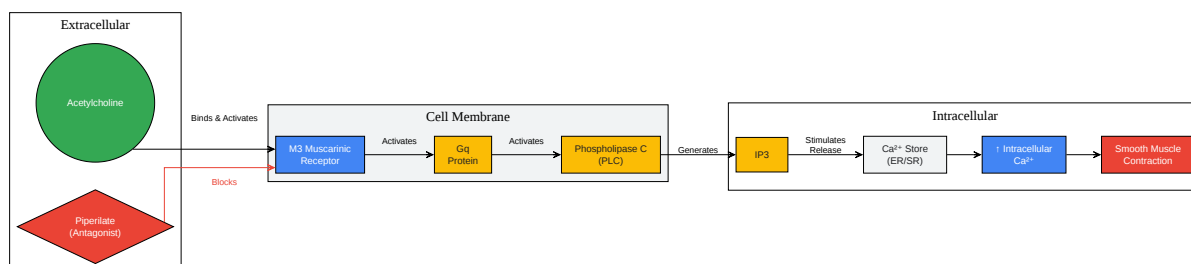 Extracellular
Acetylcholine
Piperilate
(Antagonist)
Binds & Activates
Blocks
Cell Membrane
M3 Muscarinic
Receptor
Activates
Gq
Protein
Activates
Phospholipase C
(PLC)
Generates
Intracellular
IP3
Stimulates
Release
Ca²⁺ Store
(ER/SR)
↑ Intracellular
Ca²⁺
Smooth Muscle
Contraction